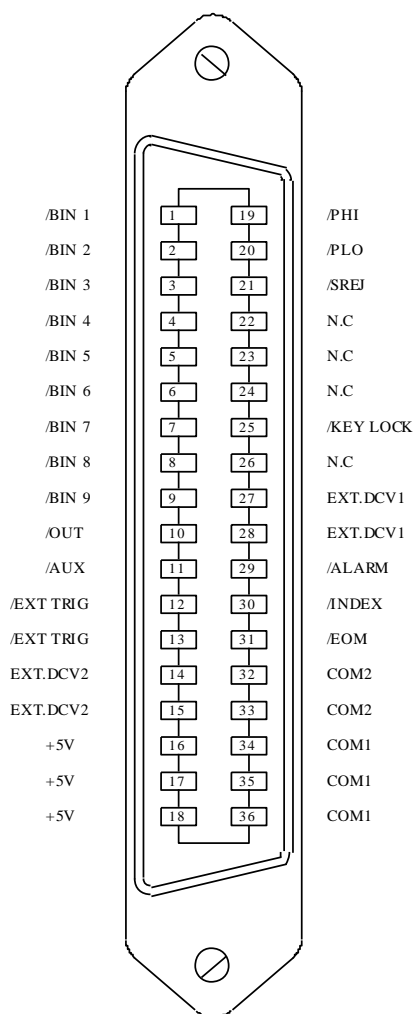 /BIN 1 1 19 /PHI
/BIN 2 2 20 /PLO
/BIN 3 3 21 /SREJ
/BIN 4 4 22 N.C
/BIN 5 5 23 N.C
/BIN 6 6 24 N.C
/BIN 7 7 25 /KEY LOCK
/BIN 8 8 26 N.C
/BIN 9 9 27 EXT.DCV1
/OUT 10 28 EXT.DCV1
/AUX 11 29 /ALARM
/EXT TRIG 12 30 /INDEX
/EXT TRIG 13 31 /EOM
EXT.DCV2 14 32 COM2
EXT.DCV2 15 33 COM2
+5V 16 34 COM1
+5V 17 35 COM1
+5V 18 36 COM1